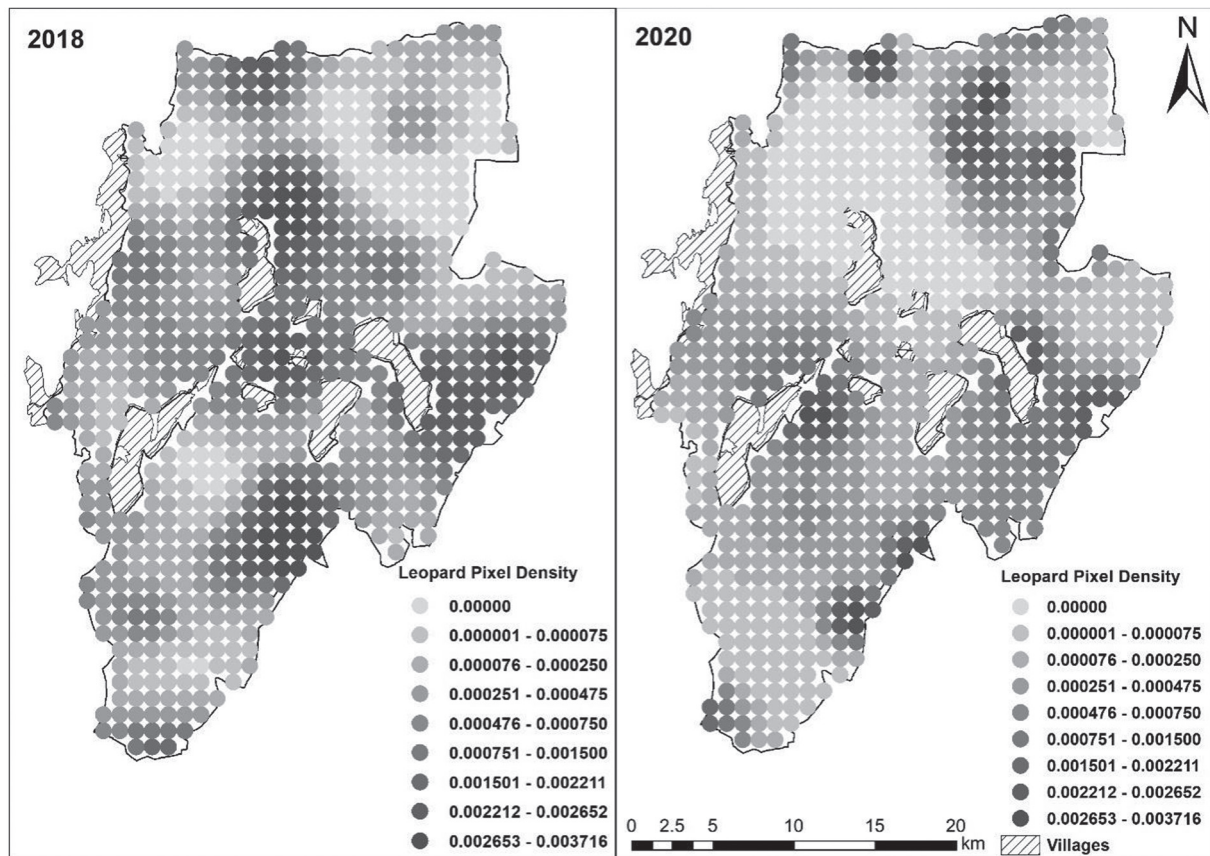 2018
Leopard Pixel Density
0.00000
0.000001 - 0.000075
0.000076 - 0.000250
0.000251 - 0.000475
0.000476 - 0.000750
0.000751 - 0.001500
0.001501 - 0.002211
0.002212 - 0.002652
0.002653 - 0.003716
2020
N
Leopard Pixel Density
0.00000
0.000001 - 0.000075
0.000076 - 0.000250
0.000251 - 0.000475
0.000476 - 0.000750
0.000751 - 0.001500
0.001501 - 0.002211
0.002212 - 0.002652
0.002653 - 0.003716
Villages
0 2.5 5 10 15 20
km